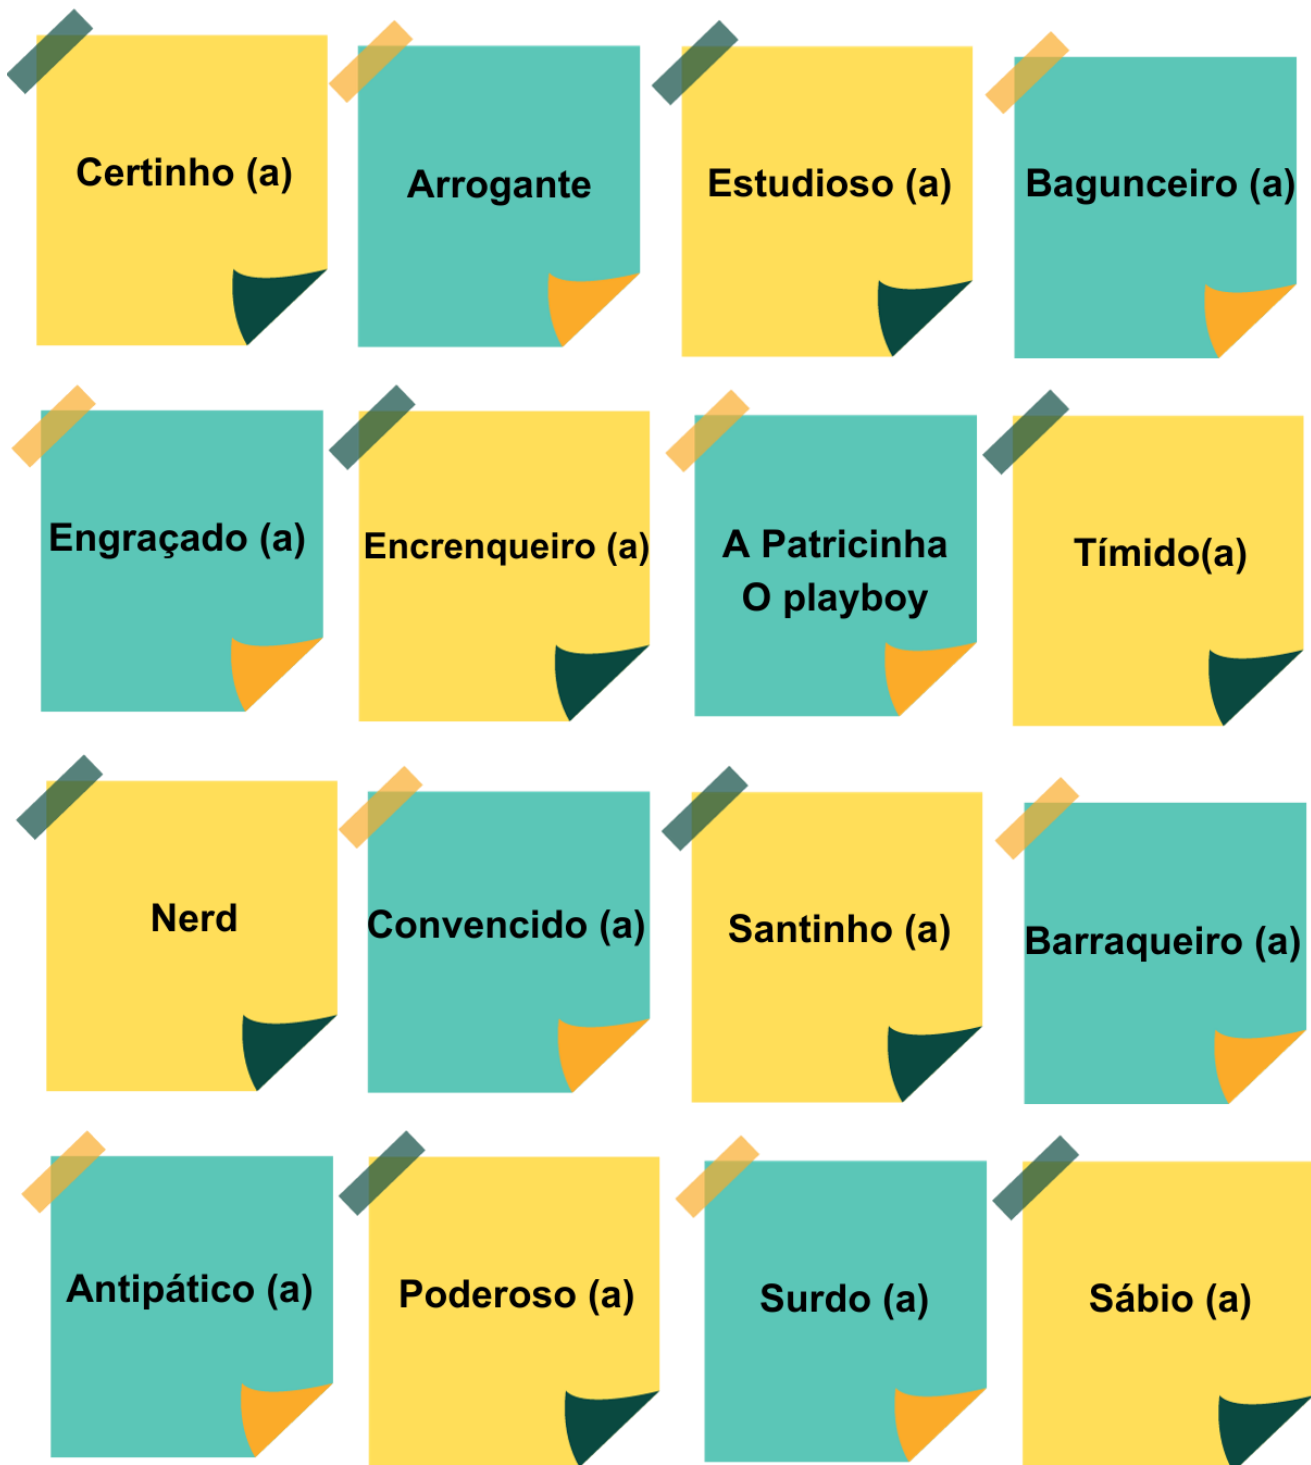 Certinho (a)
Arrogante
Estudioso (a)
Bagunceiro (a)
Engraçado (a)
Encrenqueiro (a)
A Patricinha
O playboy
Tímido(a)
Nerd
Convencido (a)
Santinho (a)
Barraqueiro (a)
Antipático (a)
Poderoso (a)
Surdo (a)
Sábio (a)